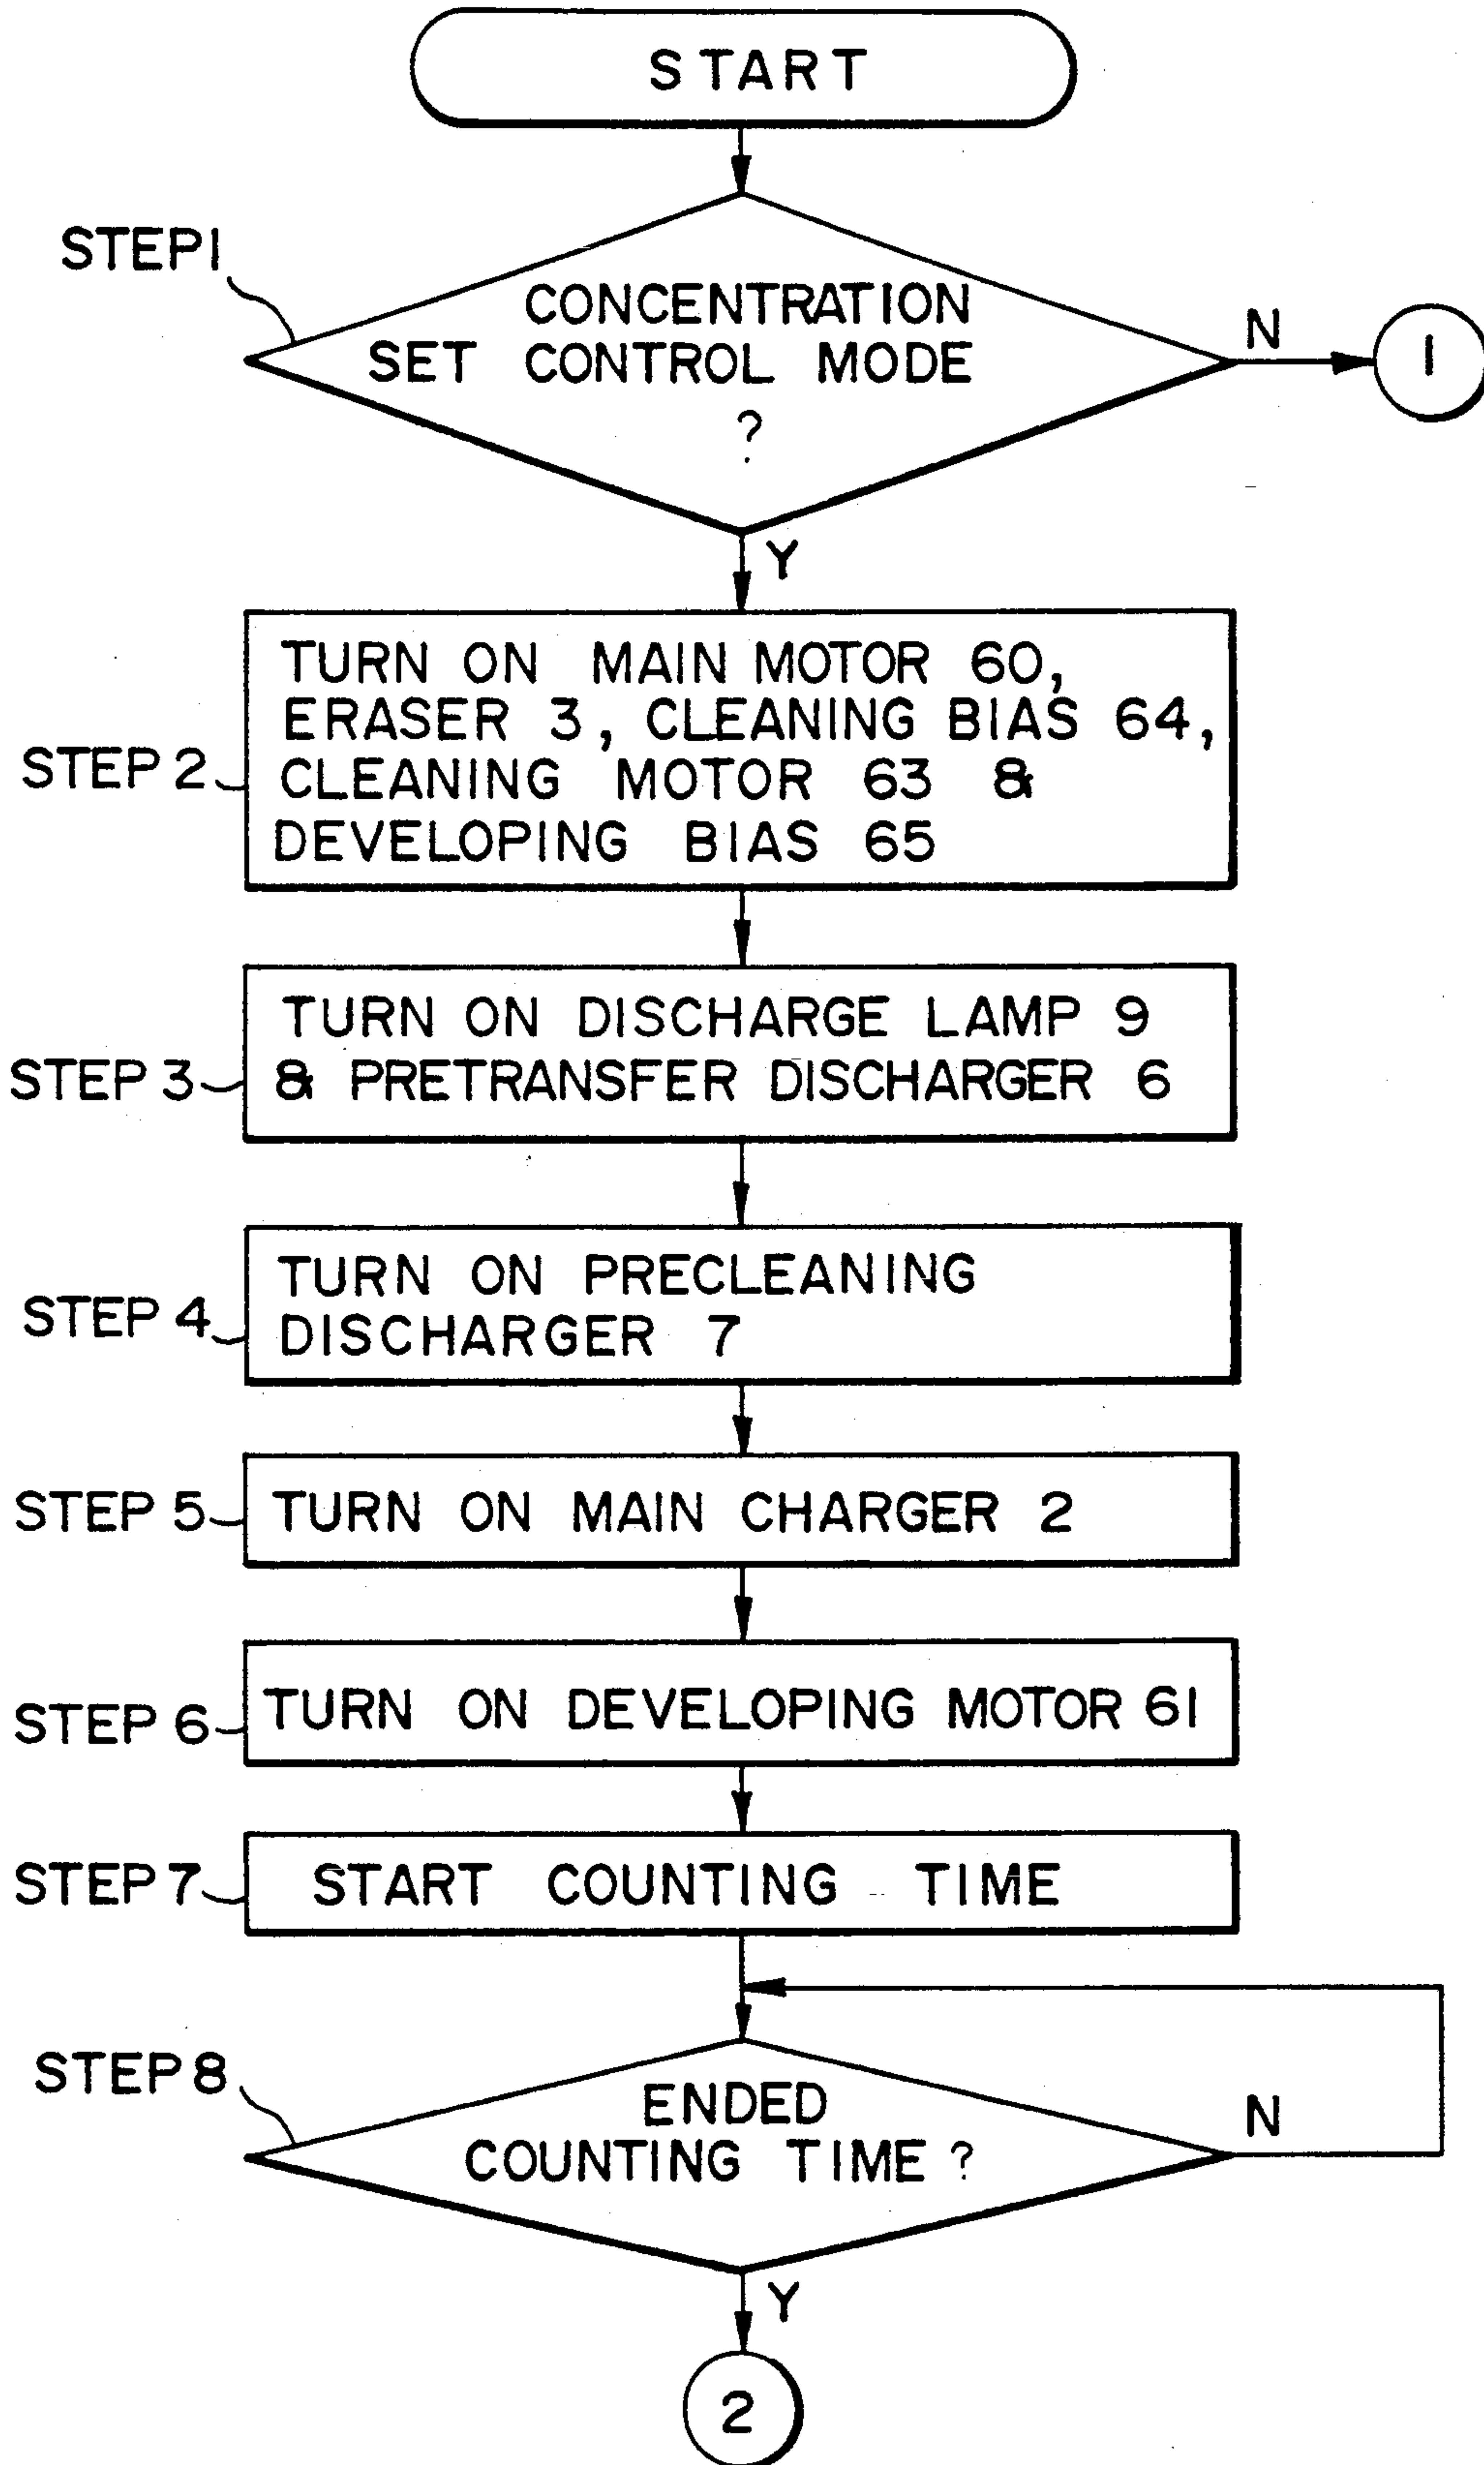 START
STEP1
CONCENTRATION
SET CONTROL MODE
?
N
1
Y
STEP 2
TURN ON MAIN MOTOR 60,
ERASER 3, CLEANING BIAS 64,
CLEANING MOTOR 63 &
DEVELOPING BIAS 65
STEP 3
TURN ON DISCHARGE LAMP 9
& PRETRANSFER DISCHARGER 6
STEP 4
TURN ON PRECLEANING
DISCHARGER 7
STEP 5
TURN ON MAIN CHARGER 2
STEP 6
TURN ON DEVELOPING MOTOR 61
STEP 7
START COUNTING TIME
STEP 8
ENDED
COUNTING TIME ?
N
Y
2